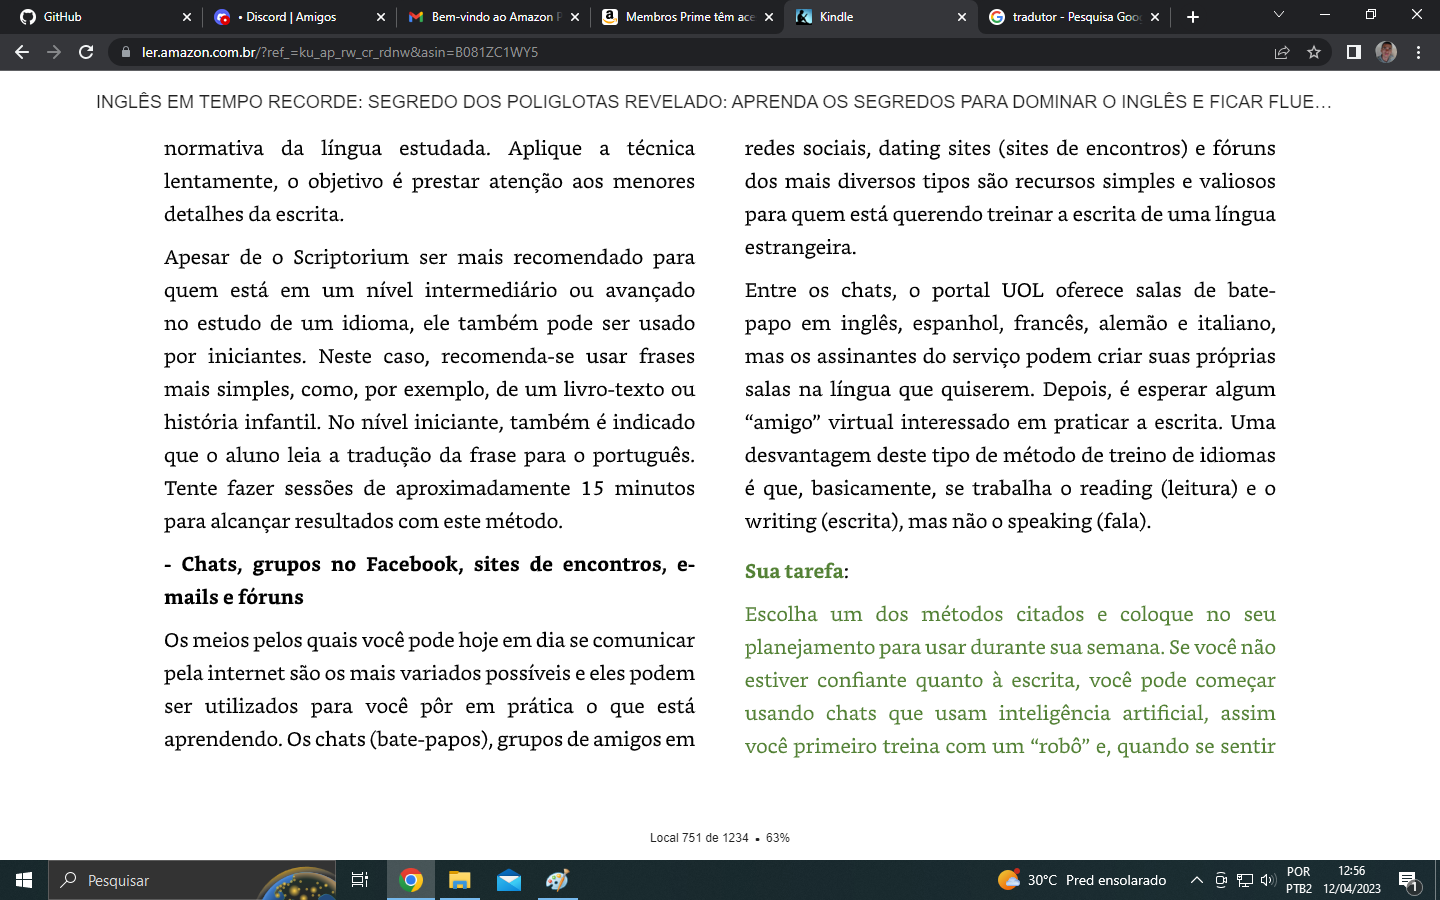 GitHub
• Discord | Amigos
Bem-vindo ao Amazon P
Membros Prime têm ace
Kindle
tradutor - Pesquisa Goo
ler.amazon.com.br/?ref_=ku_ap_rw_cr_rdnw&asin=B081ZC1WY5
INGLÊS EM TEMPO RECORDE: SEGREDO DOS POLIGLOTAS REVELADO: APRENDA OS SEGREDOS PARA DOMINAR O INGLÊS E FICAR FLUE…
normativa da língua estudada. Aplique a técnica
lentamente, o objetivo é prestar atenção aos menores
detalhes da escrita.
Apesar de o Scriptorium ser mais recomendado para
quem está em um nível intermediário ou avançado
no estudo de um idioma, ele também pode ser usado
por iniciantes. Neste caso, recomenda-se usar frases
mais simples, como, por exemplo, de um livro-texto ou
história infantil. No nível iniciante, também é indicado
que o aluno leia a tradução da frase para o português.
Tente fazer sessões de aproximadamente 15 minutos
para alcançar resultados com este método.
- Chats, grupos no Facebook, sites de encontros, e-
mails e fóruns
Os meios pelos quais você pode hoje em dia se comunicar
pela internet são os mais variados possíveis e eles podem
ser utilizados para você pôr em prática o que está
aprendendo. Os chats (bate-papos), grupos de amigos em
redes sociais, dating sites (sites de encontros) e fóruns
dos mais diversos tipos são recursos simples e valiosos
para quem está querendo treinar a escrita de uma língua
estrangeira.
Entre os chats, o portal UOL oferece salas de bate-
papo em inglês, espanhol, francês, alemão e italiano,
mas os assinantes do serviço podem criar suas próprias
salas na língua que quiserem. Depois, é esperar algum
“amigo” virtual interessado em praticar a escrita. Uma
desvantagem deste tipo de método de treino de idiomas
é que, basicamente, se trabalha o reading (leitura) e o
writing (escrita), mas não o speaking (fala).
Sua tarefa:
Escolha um dos métodos citados e coloque no seu
planejamento para usar durante sua semana. Se você não
estiver confiante quanto à escrita, você pode começar
usando chats que usam inteligência artificial, assim
você primeiro treina com um “robô” e, quando se sentir
Local 751 de 1234 • 63%
Pesquisar
30°C Pred ensolarado
POR
PTB2
12:56
12/04/2023
1